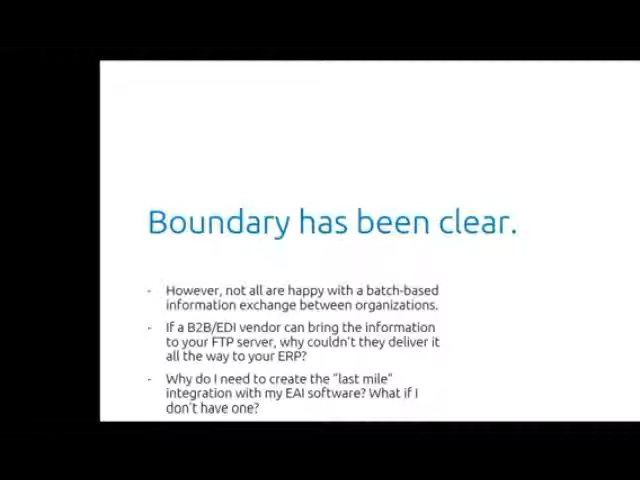 Boundary has been clear.
- However, not all are happy with a batch-based
information exchange between organizations.
- If a B2B/EDI vendor can bring the information
to your FTP server, why couldn't they deliver it
all the way to your ERP?
- Why do I need to create the "last mile"
integration with my EAI software? What if I
don't have one?